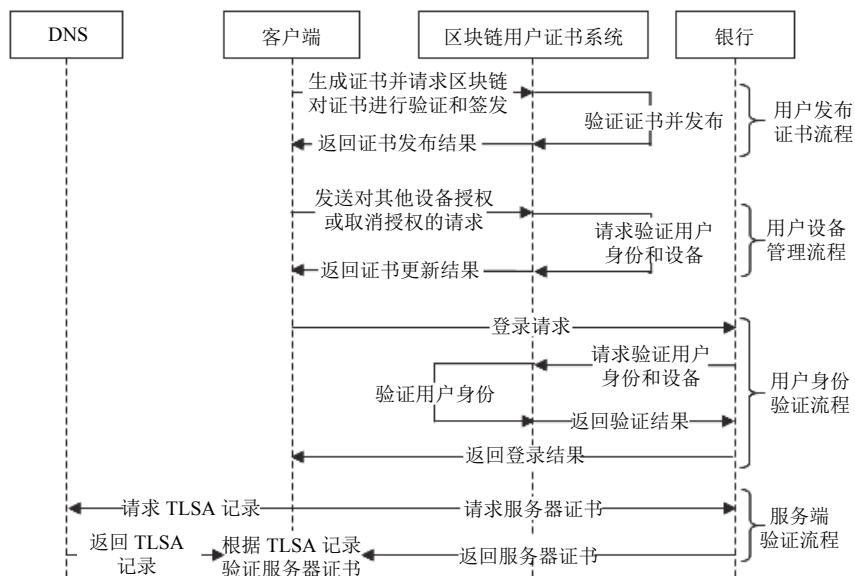 DNS
客户端
区块链用户证书系统
银行
生成证书并请求区块链
对证书进行验证和签发
验证证书并发布
返回证书发布结果
用户发布
证书流程
发送对其他设备授权
或取消授权的请求
请求验证用户
身份和设备
返回证书更新结果
用户设备
管理流程
登录请求
请求验证用户
身份和设备
验证用户身份
返回验证结果
返回登录结果
用户身份
验证流程
请求 TLSA 记录
请求服务器证书
返回 TLSA
记录
根据 TLSA 记录
验证服务器证书
返回服务器证书
服务端
验证流程